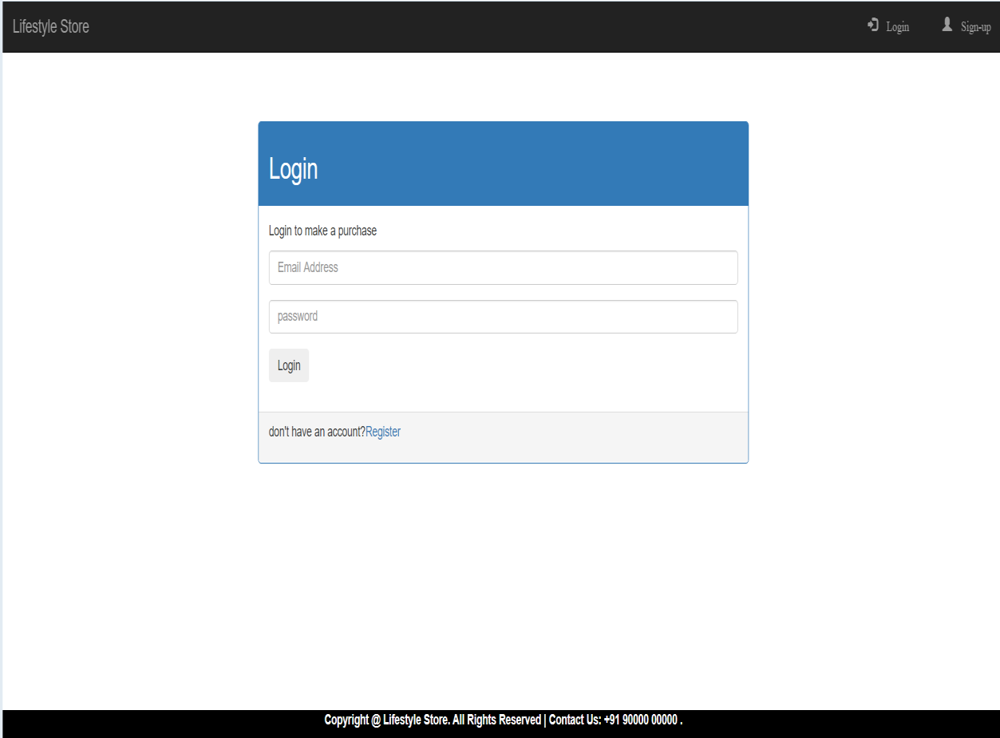 Lifestyle Store
Login
Sign-up
Login
Login to make a purchase
Email Address
password
Login
don't have an account?Register
Copyright @ Lifestyle Store. All Rights Reserved | Contact Us: +91 90000 00000 .